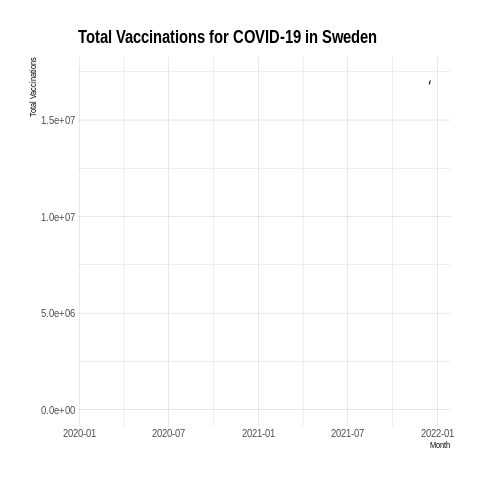 Total Vaccinations for COVID-19 in Sweden
Total Vaccinations
1.5e+07
1.0e+07
5.0e+06
0.0e+00
2020-01 2020-07 2021-01 2021-07 2022-01
Month